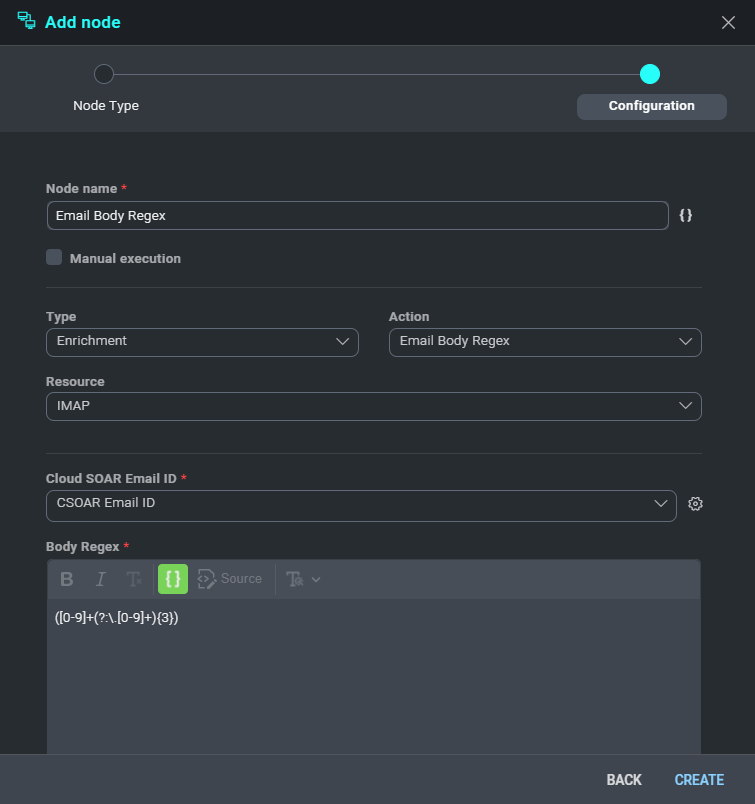 Add node
Node Type
Configuration
Node name *
Email Body Regex
{}
Manual execution
Type
Action
Enrichment
Email Body Regex
Resource
IMAP
Cloud SOAR Email ID *
CSOAR Email ID
Body Regex *
B I Tx {} Source
([0-9]+(?:\.[0-9]+){3})
BACK CREATE